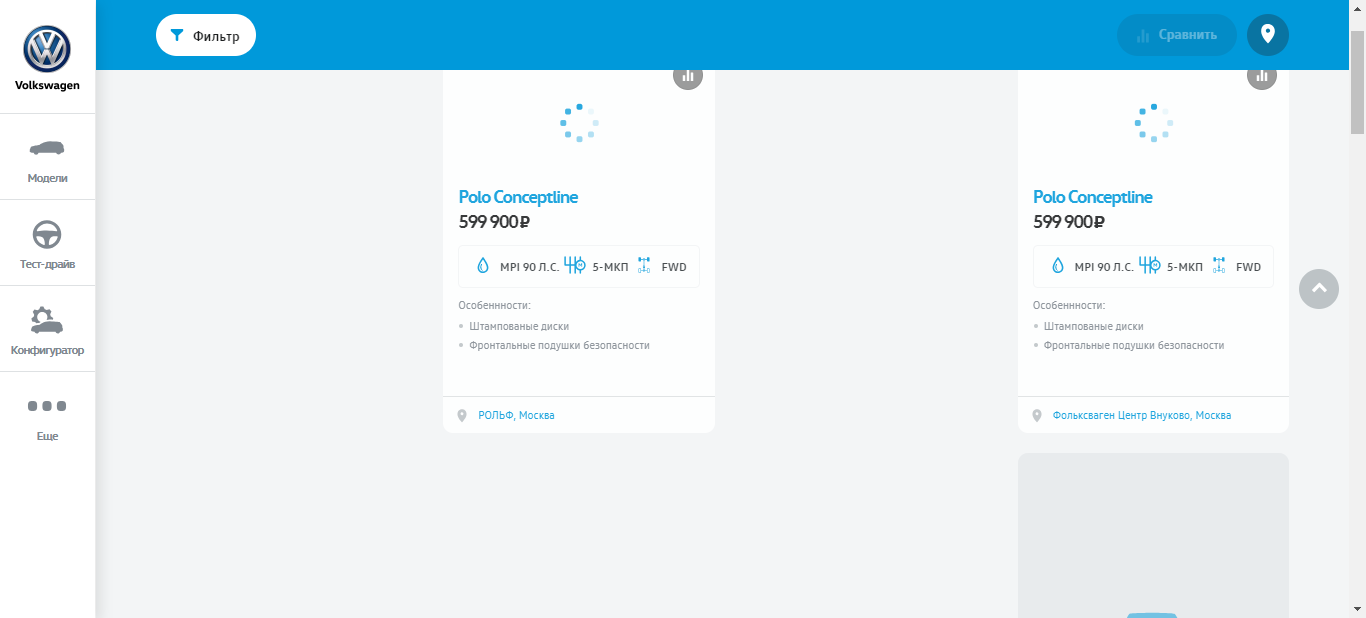 Volkswagen
Модели
Тест-драйв
Конфигуратор
Еще
Фильтр
Сравнить
Polo Conceptline
599 900₽
MPI 90 Л.С. 5-МКП FWD
Особеннности:
Штампованые диски
Фронтальные подушки безопасности
РОЛЬФ, Москва
Polo Conceptline
599 900₽
MPI 90 Л.С. 5-МКП FWD
Особеннности:
Штампованые диски
Фронтальные подушки безопасности
Фольксваген Центр Внуково, Москва